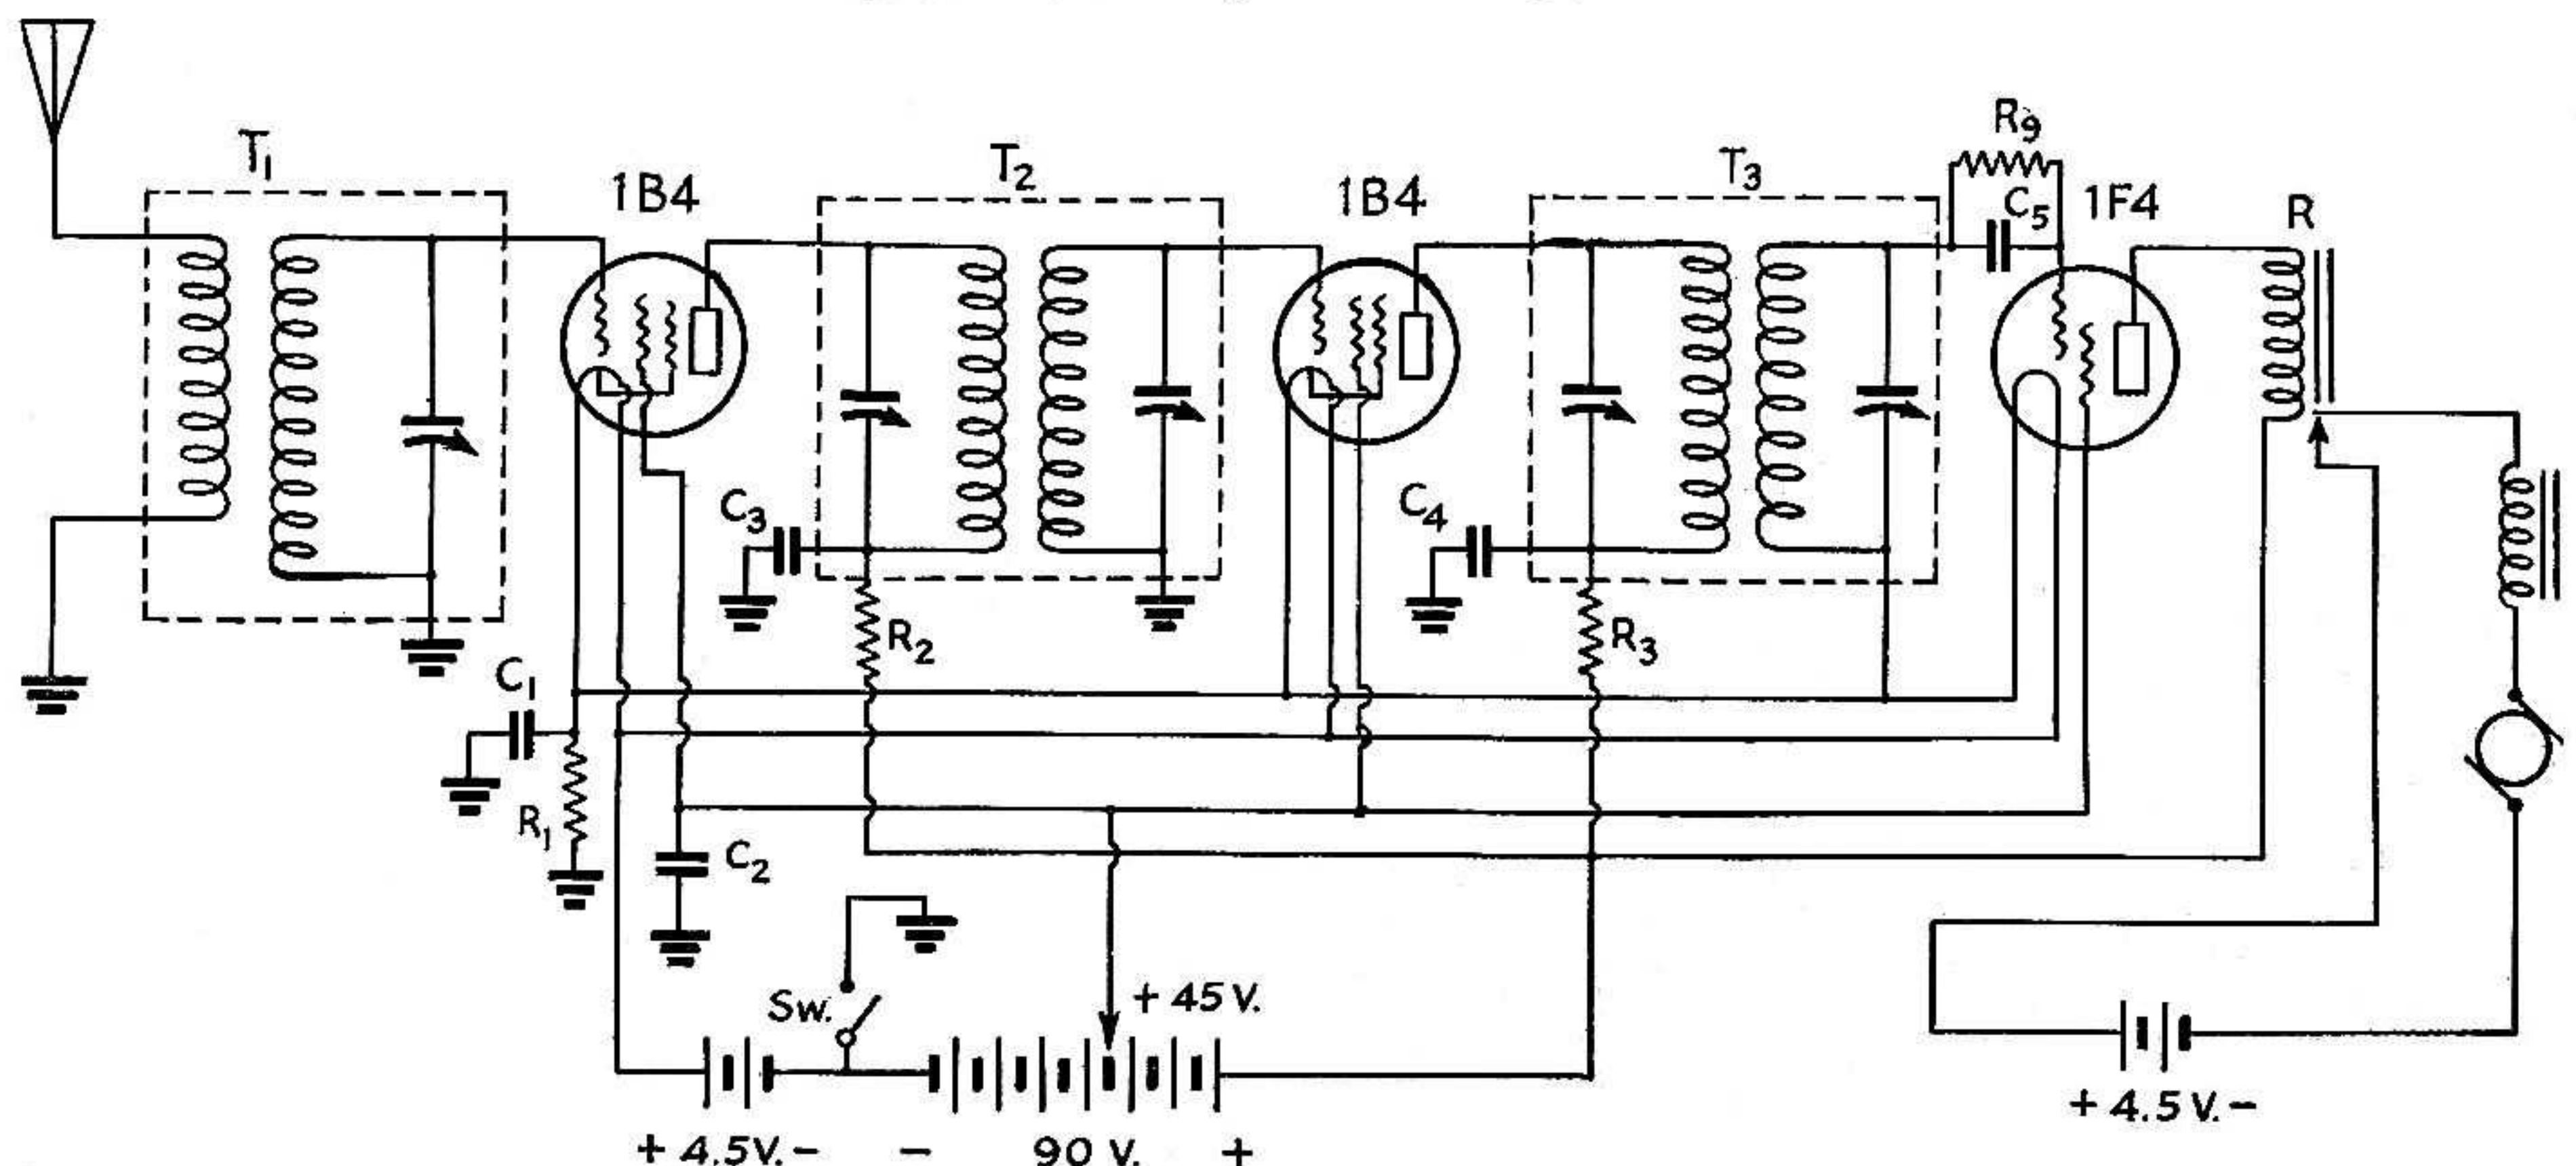 T1
1B4
T2
1B4
T3
R9
C5
1F4
R
C3
C4
R2
R3
C1
R1
C2
Sw.
+ 45 V.
+ 4.5V. - - 90 V. +
+ 4.5 V. -